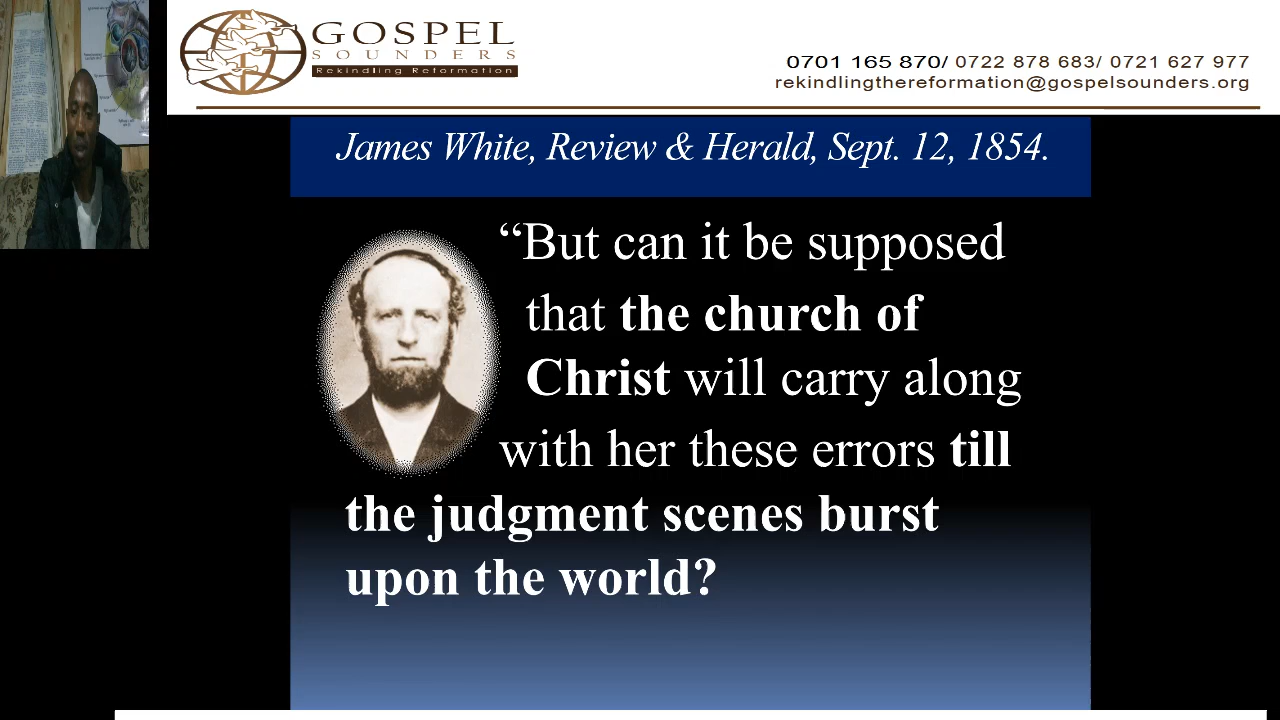 GOSPEL
SOUNDERS
Rekindling Reformation
0701 165 870/ 0722 878 683/ 0721 627 977
rekindlingthereformation@gospelsounders.org
James White, Review & Herald, Sept. 12, 1854.
“But can it be supposed
that the church of
Christ will carry along
with her these errors till
the judgment scenes burst
upon the world?